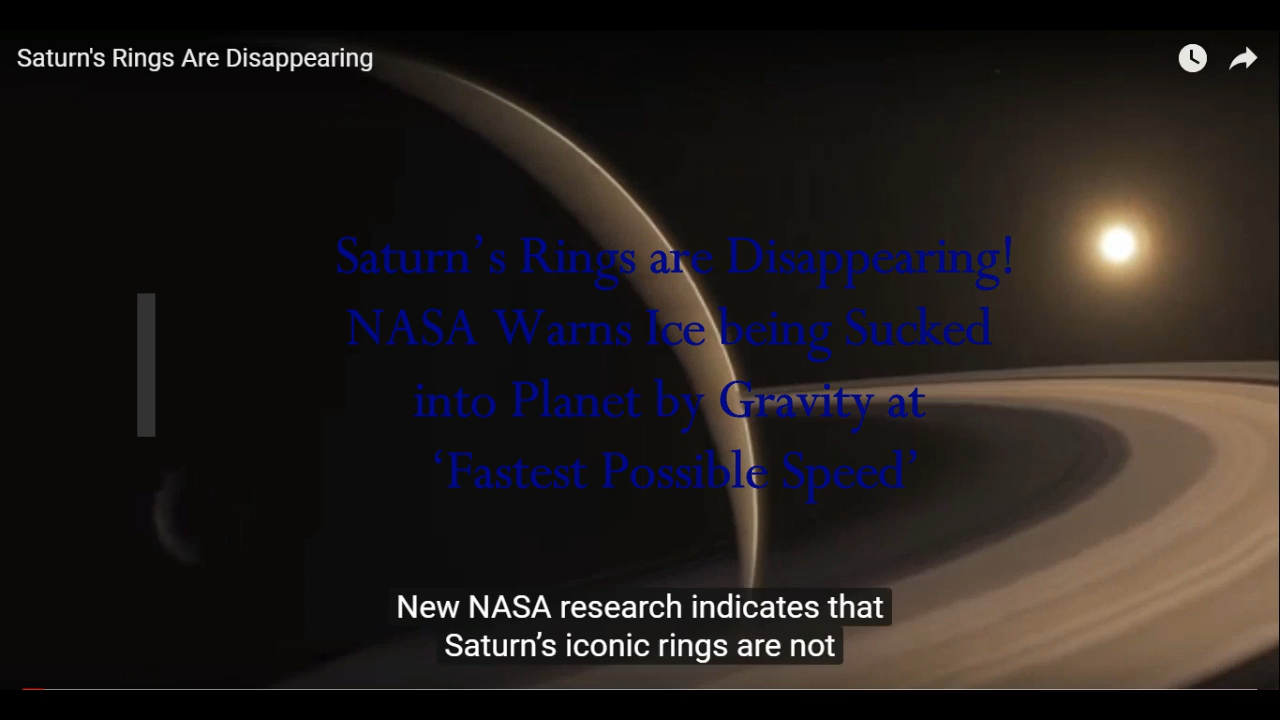 Saturn's Rings Are Disappearing
Saturn’s Rings are Disappearing!
NASA Warns Ice being Sucked
into Planet by Gravity at
‘Fastest Possible Speed’
New NASA research indicates that
Saturn’s iconic rings are not